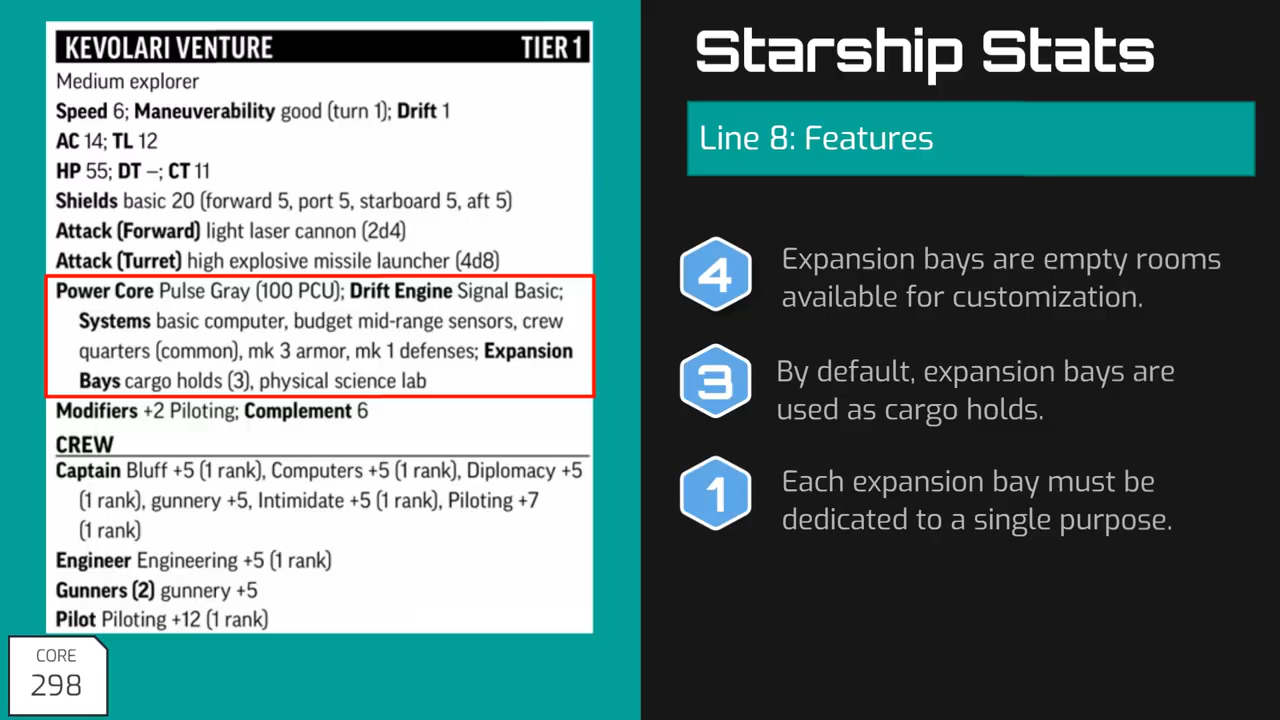 KEVOLARI VENTURE TIER 1
Medium explorer
Speed 6; Maneuverability good (turn 1); Drift 1
AC 14; TL 12
HP 55; DT –; CT 11
Shields basic 20 (forward 5, port 5, starboard 5, aft 5)
Attack (Forward) light laser cannon (2d4)
Attack (Turret) high explosive missile launcher (4d8)
Power Core Pulse Gray (100 PCU); Drift Engine Signal Basic;
Systems basic computer, budget mid-range sensors, crew
quarters (common), mk 3 armor, mk 1 defenses; Expansion
Bays cargo holds (3), physical science lab
Modifiers +2 Piloting; Complement 6
CREW
Captain Bluff +5 (1 rank), Computers +5 (1 rank), Diplomacy +5
(1 rank), gunnery +5, Intimidate +5 (1 rank), Piloting +7
(1 rank)
Engineer Engineering +5 (1 rank)
Gunners (2) gunnery +5
Pilot Piloting +12 (1 rank)
CORE
298
Starship Stats
Line 8: Features
4
Expansion bays are empty rooms
available for customization.
3
By default, expansion bays are
used as cargo holds.
1
Each expansion bay must be
dedicated to a single purpose.